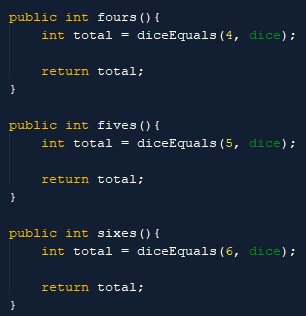 public int fours(){
    int total = diceEquals(4, dice);

    return total;
}

public int fives(){
    int total = diceEquals(5, dice);

    return total;
}

public int sixes(){
    int total = diceEquals(6, dice);

    return total;
}